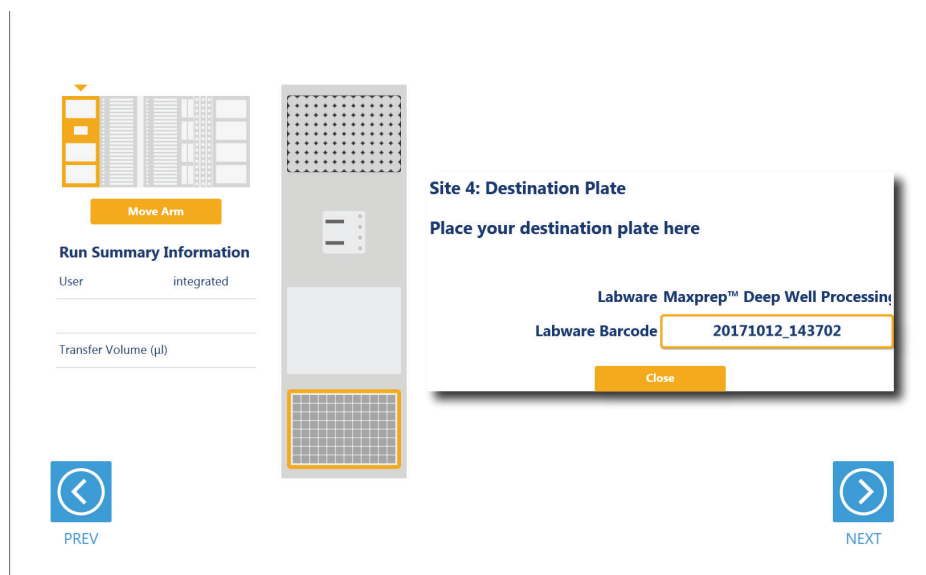 Move Arm
Run Summary Information
User integrated
Transfer Volume (µl)
Site 4: Destination Plate
Place your destination plate here
Labware Maxprep™ Deep Well Processing
Labware Barcode 20171012_143702
Close
PREV
NEXT